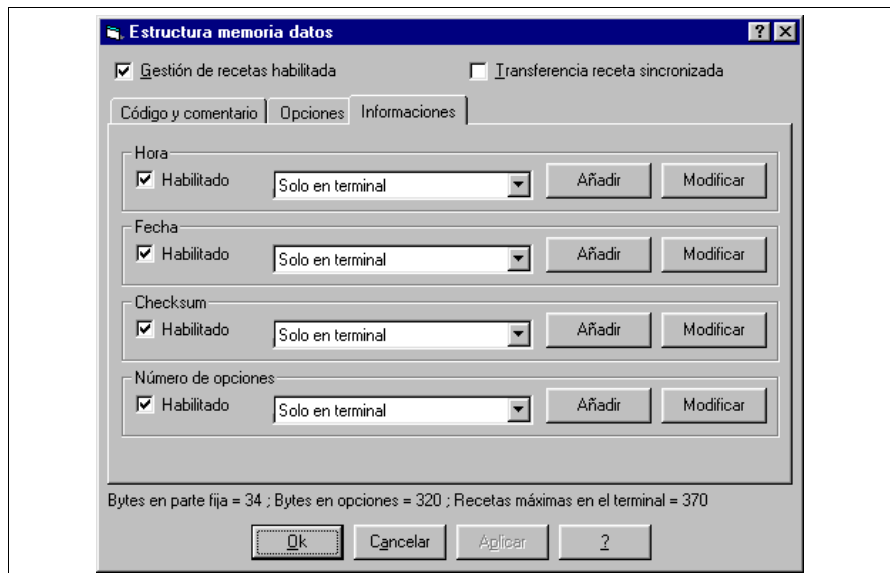 Estructura memoria datos
Gestión de recetas habilitada Transferencia receta sincronizada
Código y comentario Opciones Informaciones
Hora
Habilitado Solo en terminal Añadir Modificar
Fecha
Habilitado Solo en terminal Añadir Modificar
Checksum
Habilitado Solo en terminal Añadir Modificar
Número de opciones
Habilitado Solo en terminal Añadir Modificar
Bytes en parte fija = 34 ; Bytes en opciones = 320 ; Recetas máximas en el terminal = 370
Ok Cancelar Aplicar ?